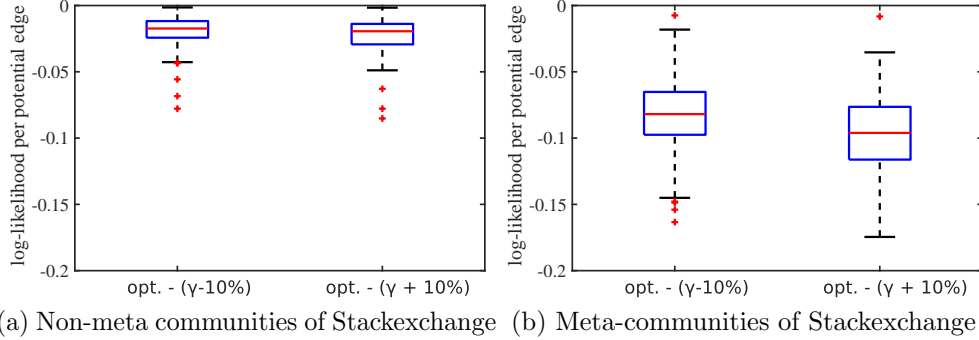 log-likelihood per potential edge
0
-0.05
-0.1
-0.15
-0.2
opt. - (γ-10%)
opt. - (γ + 10%)
(a) Non-meta communities of Stackexchange
log-likelihood per potential edge
0
-0.05
-0.1
-0.15
-0.2
opt. - (γ-10%)
opt. - (γ + 10%)
(b) Meta-communities of Stackexchange